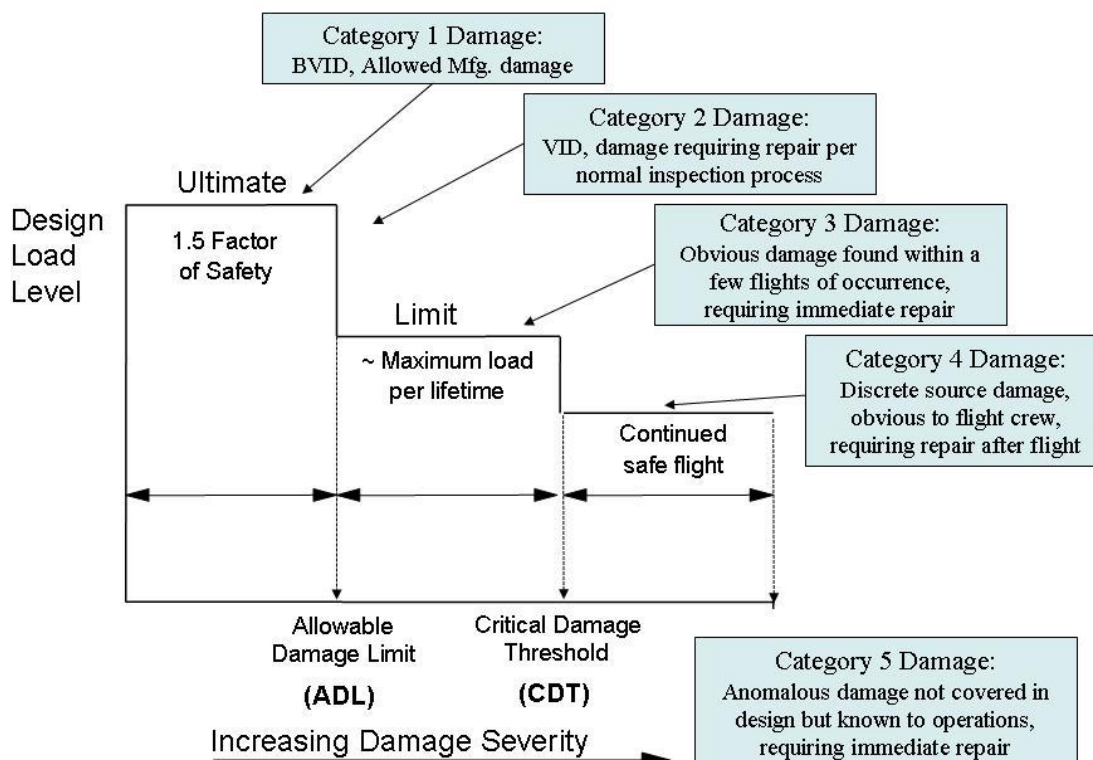 Category 1 Damage:
BVID, Allowed Mfg. damage
Category 2 Damage:
VID, damage requiring repair per
normal inspection process
Ultimate
Design
Load
Level
1.5 Factor
of Safety
Category 3 Damage:
Obvious damage found within a
few flights of occurrence,
requiring immediate repair
Limit
~ Maximum load
per lifetime
Category 4 Damage:
Discrete source damage,
obvious to flight crew,
requiring repair after flight
Continued
safe flight
Allowable
Damage Limit
(ADL)
Critical Damage
Threshold
(CDT)
Category 5 Damage:
Anomalous damage not covered in
design but known to operations,
requiring immediate repair
Increasing Damage Severity